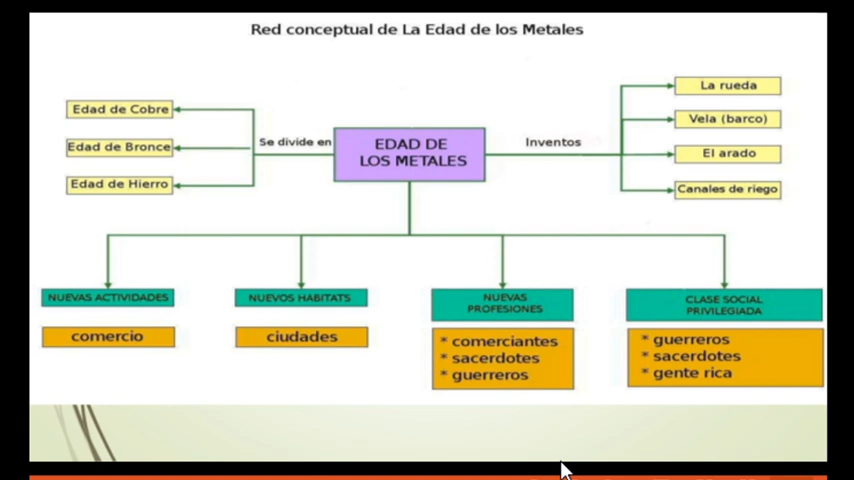 Red conceptual de La Edad de los Metales
Edad de Cobre
Edad de Bronce
Edad de Hierro
Se divide en
EDAD DE
LOS METALES
Inventos
La rueda
Vela (barco)
El arado
Canales de riego
NUEVAS ACTIVIDADES
comercio
NUEVOS HÁBITATS
ciudades
NUEVAS
PROFESIONES
* comerciantes
* sacerdotes
* guerreros
CLASE SOCIAL
PRIVILEGIADA
* guerreros
* sacerdotes
* gente rica